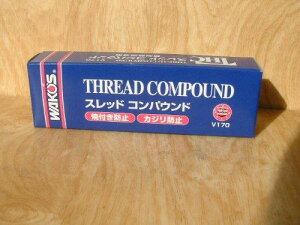 WAKO'S
THREAD COMPOUND
スレッド コンパウンド
焼付き防止 カジリ防止
V170
THC